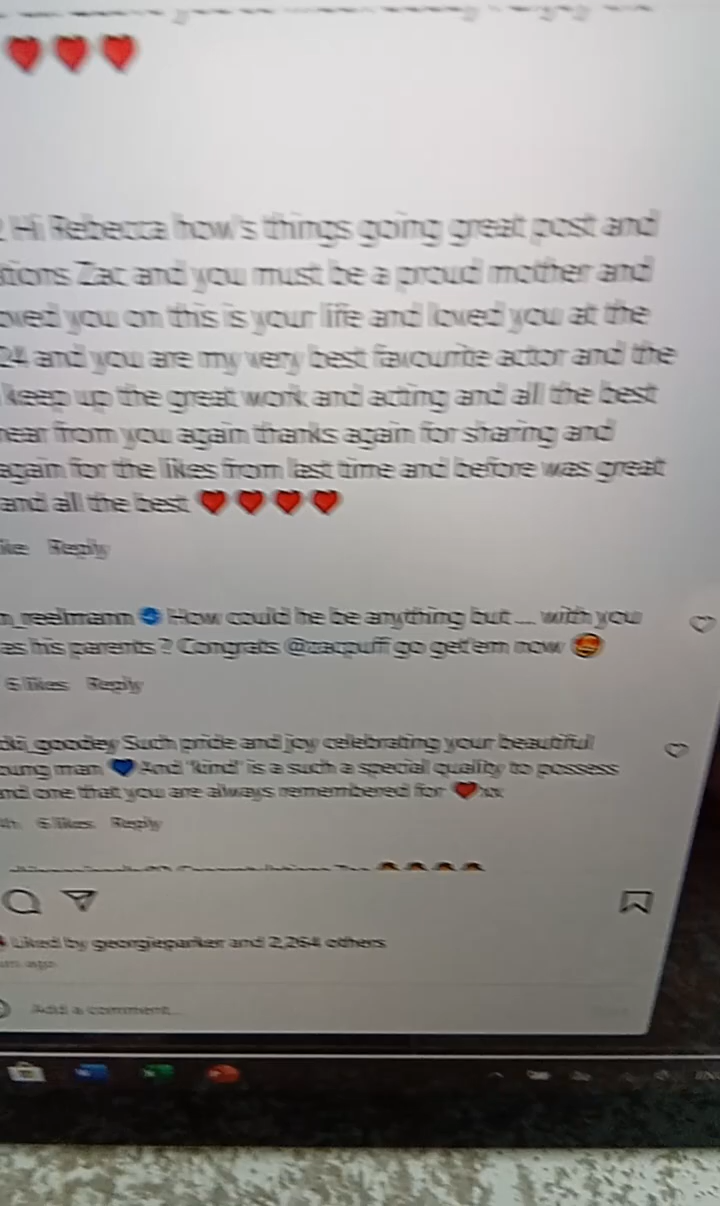 ❤️❤️❤️
Hi Rebecca how's things going great post and
Zac and you must be a proud mother and
you on this is your life and loved you at the
24 and you are my very best favourite actor and the
keep up the great work and acting and all the best
from you again thanks again for sharing and
again for the likes from last time and before was great
and all the best ❤️❤️❤️❤️
Reply
How could he be anything but ... with you
as his parents? Congrats @zacpuff go get'em now 🤩
6 likes Reply
goodey Such pride and joy celebrating your beautiful
man 💙 And 'kind' is a such a special quality to possess
one that you are always remembered for ❤️xx
6 likes Reply
Liked by georgieparker and 2,264 others
ago
Add a comment...